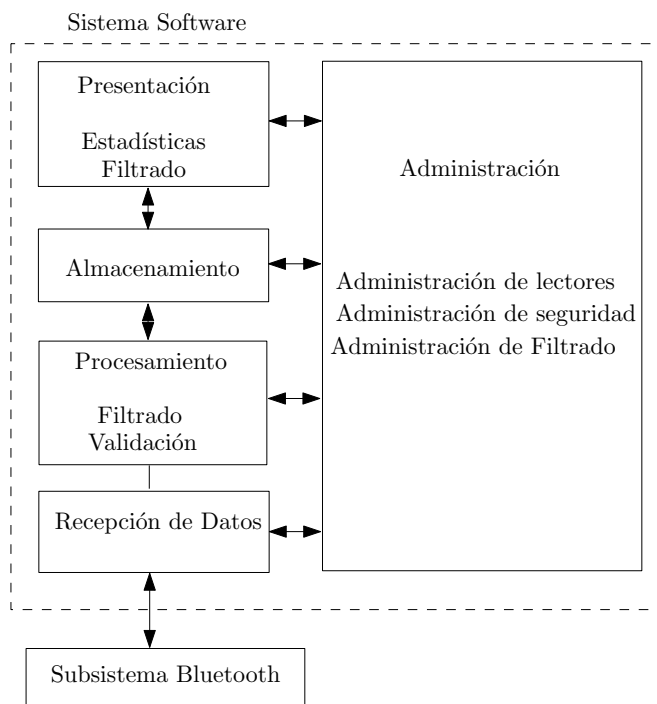 Sistema Software
Presentación
Estadísticas
Filtrado
Administración
Almacenamiento
Administración de lectores
Administración de seguridad
Administración de Filtrado
Procesamiento
Filtrado
Validación
Recepción de Datos
Subsistema Bluetooth